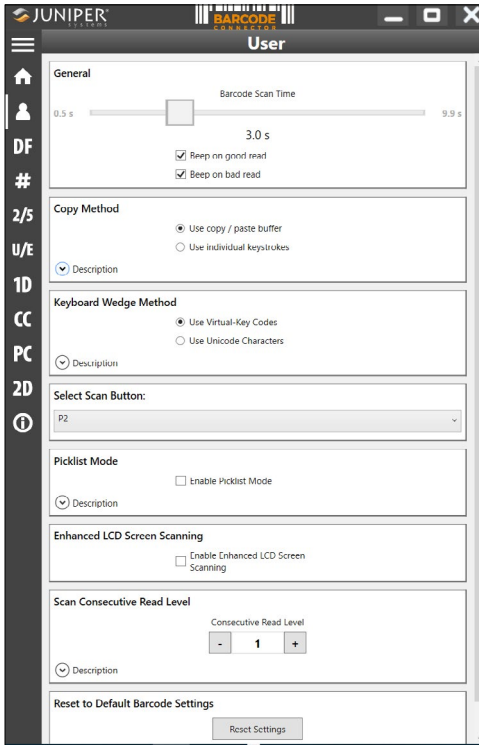 JUNIPER
systems
BARCODE
CONNECTOR
User
General
Barcode Scan Time
0.5 s
9.9 s
3.0 s
Beep on good read
Beep on bad read
Copy Method
Use copy / paste buffer
Use individual keystrokes
Description
Keyboard Wedge Method
Use Virtual-Key Codes
Use Unicode Characters
Description
Select Scan Button:
P2
Picklist Mode
Enable Picklist Mode
Description
Enhanced LCD Screen Scanning
Enable Enhanced LCD Screen
Scanning
Scan Consecutive Read Level
Consecutive Read Level
- 1 +
Description
Reset to Default Barcode Settings
Reset Settings
DF
#
2/5
U/E
1D
CC
PC
2D